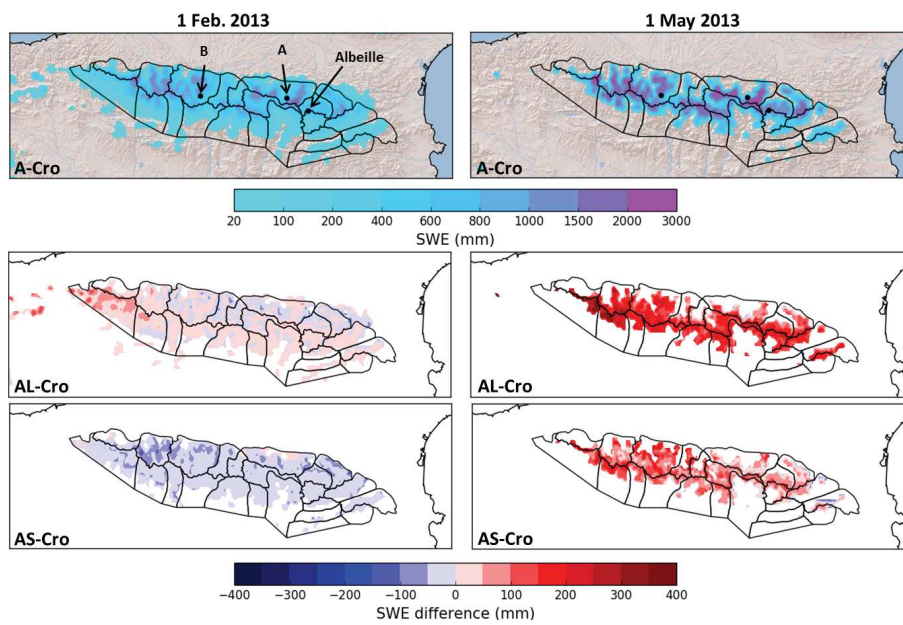 1 Feb. 2013
1 May 2013
B
A
Albeille
A-Cro
A-Cro
20 100 200 400 600 800 1000 1500 2000 3000
SWE (mm)
AL-Cro
AL-Cro
AS-Cro
AS-Cro
−400 −300 −200 −100 −50 0 50 100 200 300 400
SWE difference (mm)